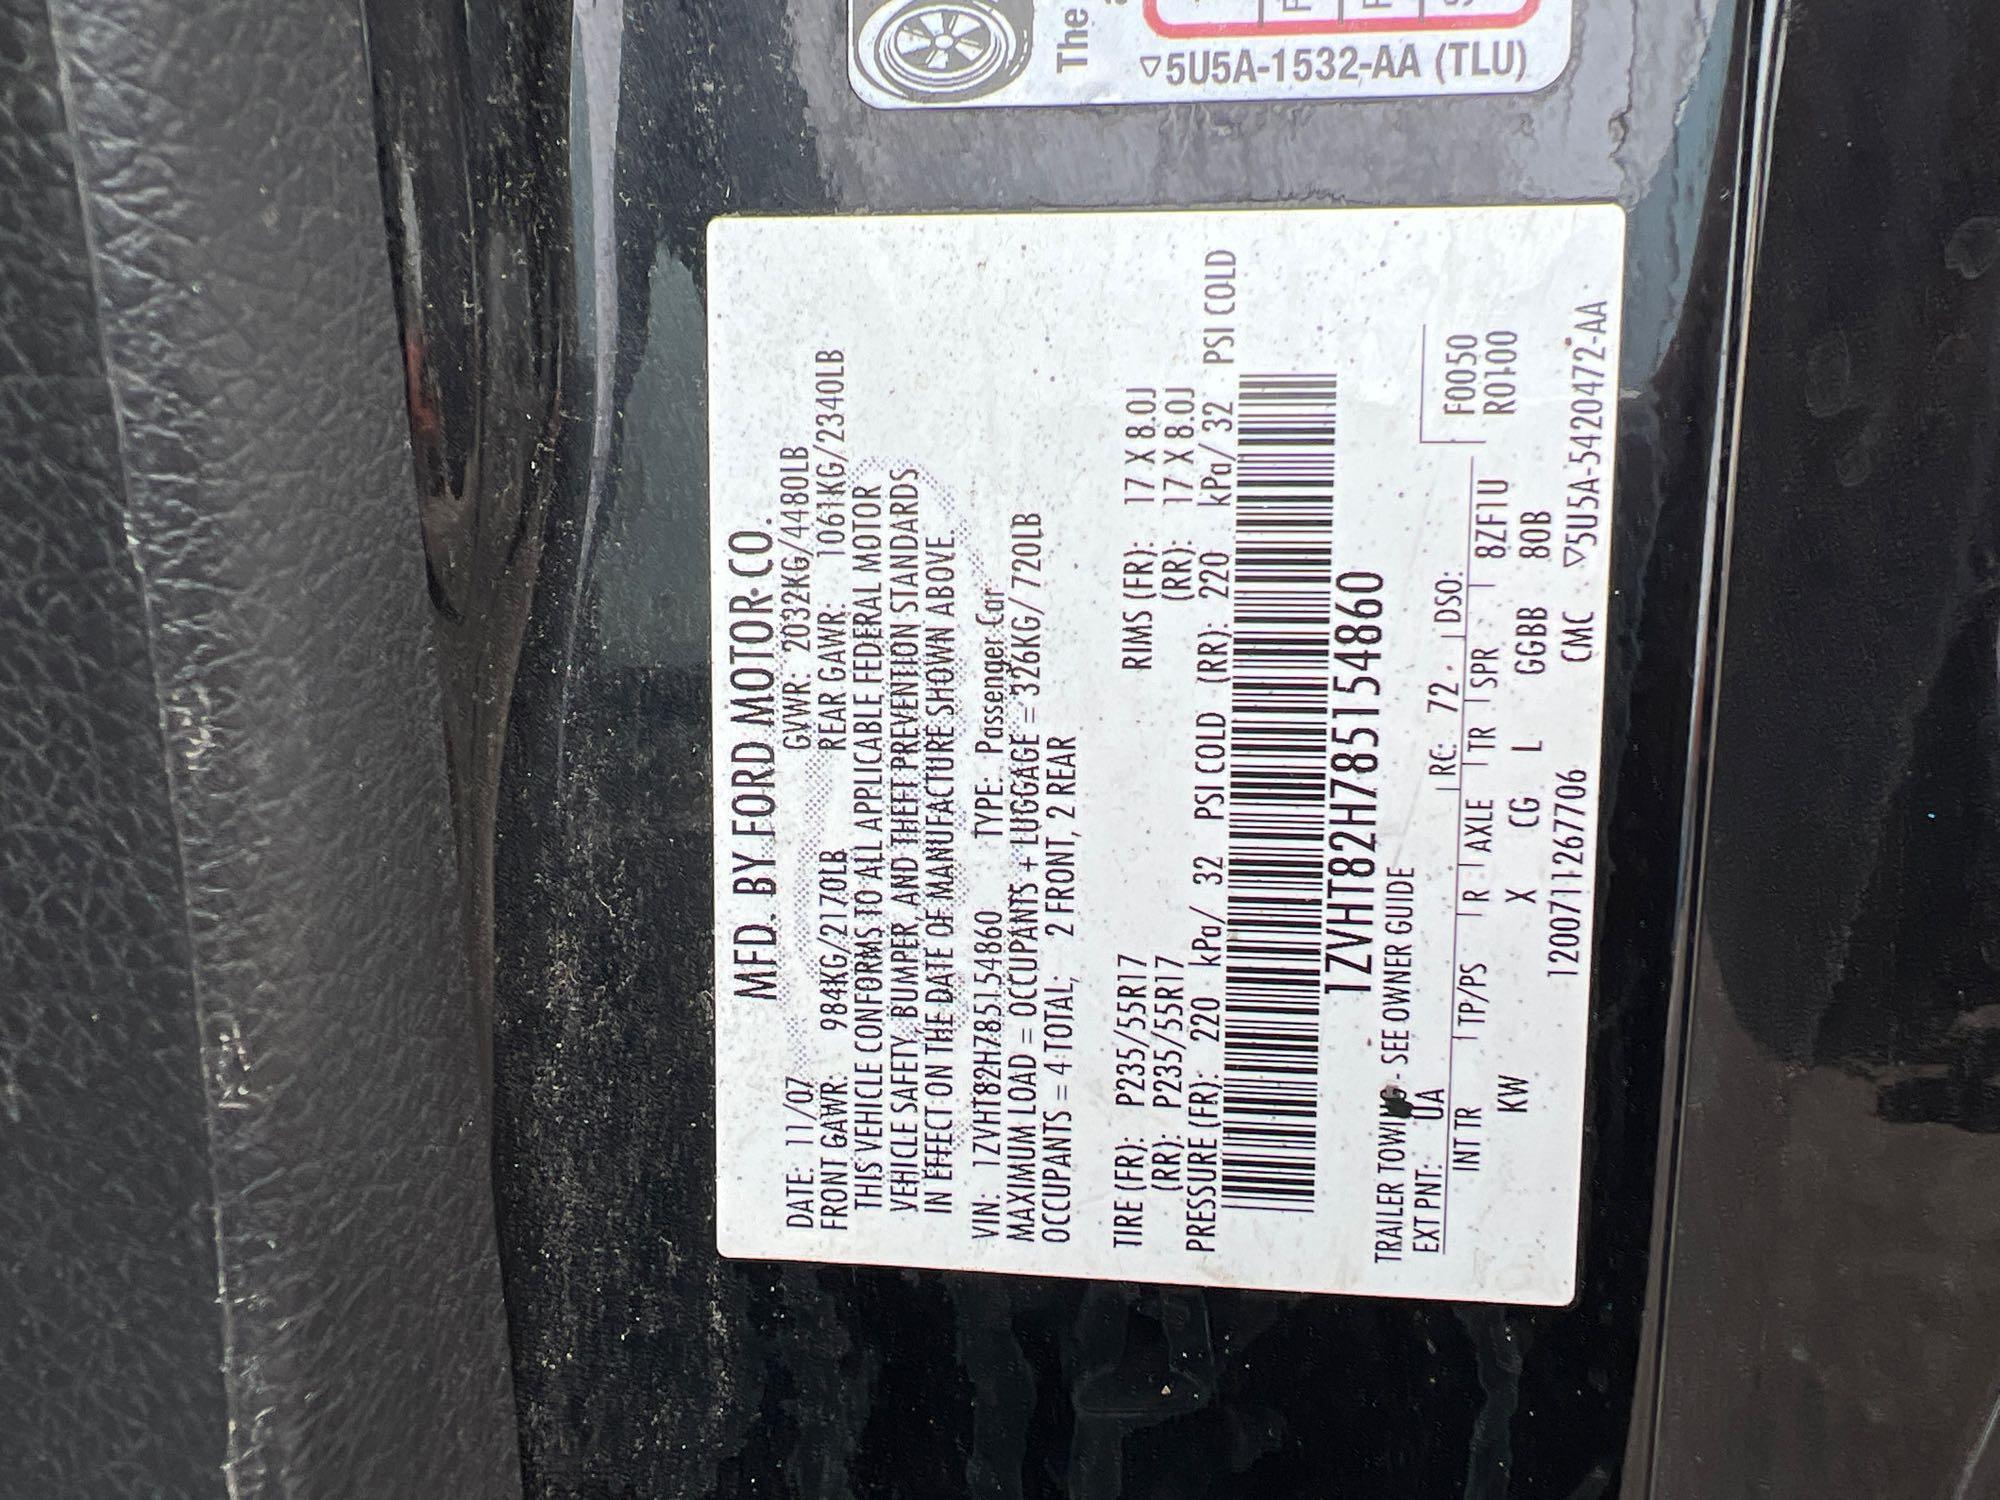 MFD. BY FORD MOTOR CO.
DATE: 11/07 GVWR: 2032KG/4480LB
FRONT GAWR: 984KG/2170LB REAR GAWR: 1061KG/2340LB
THIS VEHICLE CONFORMS TO ALL APPLICABLE FEDERAL MOTOR
VEHICLE SAFETY, BUMPER, AND THEFT PREVENTION STANDARDS
IN EFFECT ON THE DATE OF MANUFACTURE SHOWN ABOVE.
VIN: 1ZVHT82H785154860 TYPE: Passenger Car
MAXIMUM LOAD = OCCUPANTS + LUGGAGE = 326KG/ 720LB
OCCUPANTS = 4 TOTAL; 2 FRONT, 2 REAR
TIRE (FR): P235/55R17 RIMS (FR): 17 X 8.0J
(RR): P235/55R17 (RR): 17 X 8.0J
PRESSURE (FR): 220 kPa/ 32 PSI COLD (RR): 220 kPa/ 32 PSI COLD
1ZVHT82H785154860
TRAILER TOWING - SEE OWNER GUIDE
EXT PNT: UA RC: 72 DSO: F0050
INT TR TP/PS R AXLE TR SPR 8ZF1U R0100
KW X CG L GGBB 80B
1200711267706 CMC ▽5U5A-5420472-AA
The
▽5U5A-1532-AA (TLU)